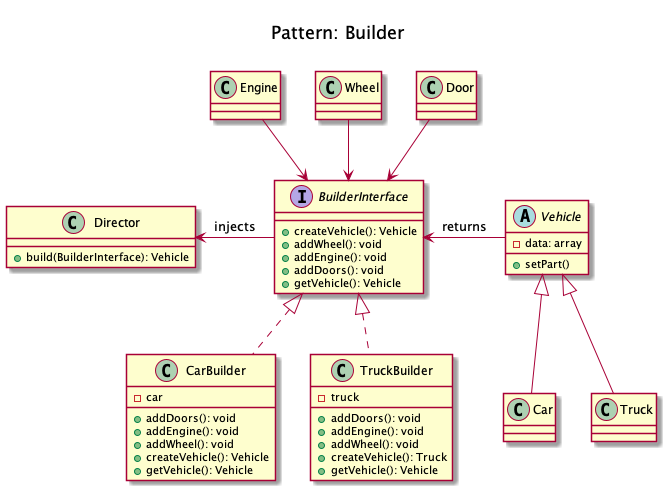 Pattern: Builder
C Engine
C Wheel
C Door
I BuilderInterface
createVehicle(): Vehicle
addWheel(): void
addEngine(): void
addDoors(): void
getVehicle(): Vehicle
C Director
build(BuilderInterface): Vehicle
injects
returns
A Vehicle
data: array
setPart()
C CarBuilder
car
addDoors(): void
addEngine(): void
addWheel(): void
createVehicle(): Vehicle
getVehicle(): Vehicle
C TruckBuilder
truck
addDoors(): void
addEngine(): void
addWheel(): void
createVehicle(): Truck
getVehicle(): Vehicle
C Car
C Truck